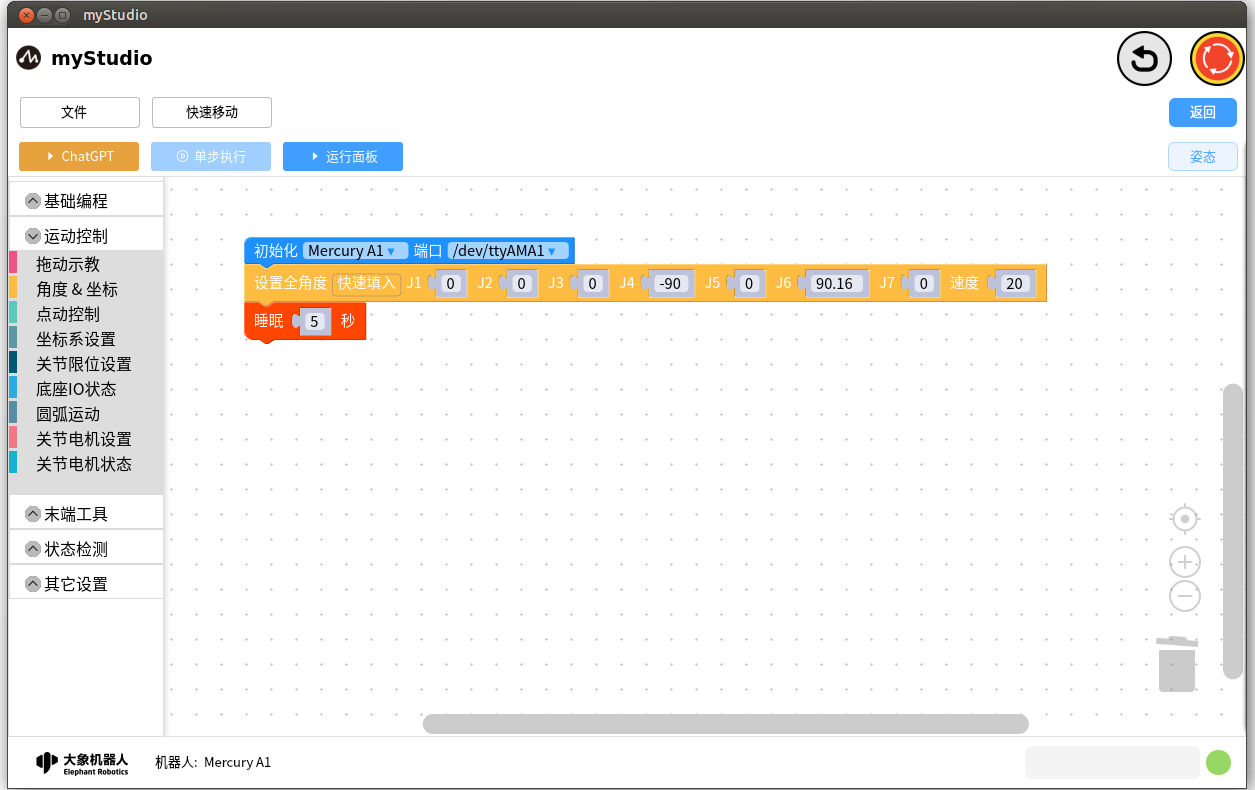 myStudio
myStudio
文件 快速移动 返回
ChatGPT 单步执行 运行面板 姿态
基础编程
运动控制
拖动示教
角度 & 坐标
点动控制
坐标系设置
关节限位设置
底座IO状态
圆弧运动
关节电机设置
关节电机状态
末端工具
状态检测
其它设置
初始化 Mercury A1 端口 /dev/ttyAMA1
设置全角度 快速填入 J1 0 J2 0 J3 0 J4 -90 J5 0 J6 90.16 J7 0 速度 20
睡眠 5 秒
大象机器人
Elephant Robotics
机器人: Mercury A1